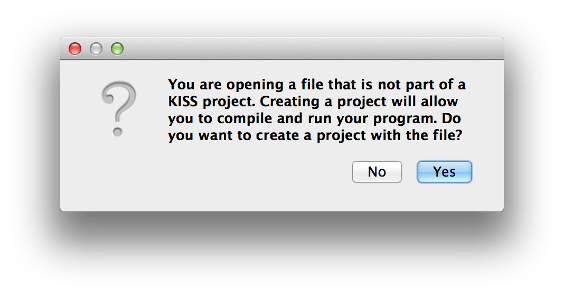 You are opening a file that is not part of a
KISS project. Creating a project will allow
you to compile and run your program. Do
you want to create a project with the file?
No Yes